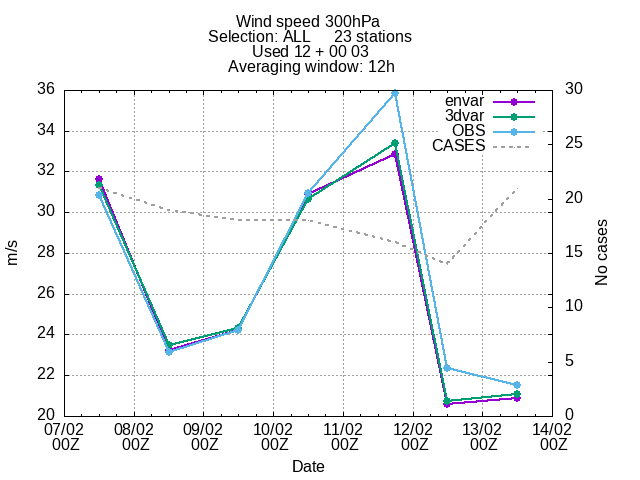 Wind speed 300hPa
Selection: ALL 23 stations
Used 12 + 00 03
Averaging window: 12h
36 30
envar
34 3dvar 25
OBS
CASES
32 20
30
28 15
26 10
24
22 5
20 0
m/s
No cases
07/02 08/02 09/02 10/02 11/02 12/02 13/02 14/02
00Z 00Z 00Z 00Z 00Z 00Z 00Z 00Z
Date